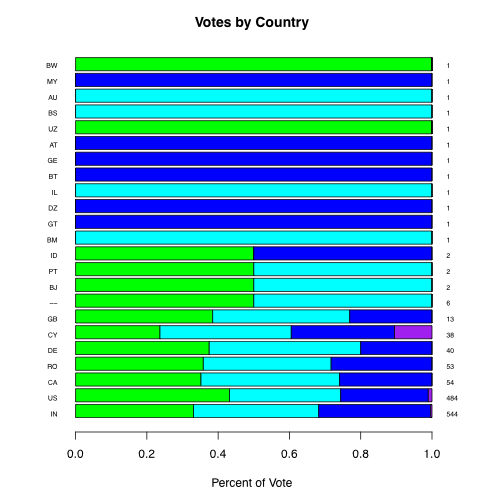 Votes by Country
BW 1
MY 1
AU 1
BS 1
UZ 1
AT 1
GE 1
BT 1
IL 1
DZ 1
GT 1
BM 1
ID 2
PT 2
BJ 2
--- 6
GB 13
CY 38
DE 40
RO 53
CA 54
US 484
IN 544
0.0 0.2 0.4 0.6 0.8 1.0
Percent of Vote